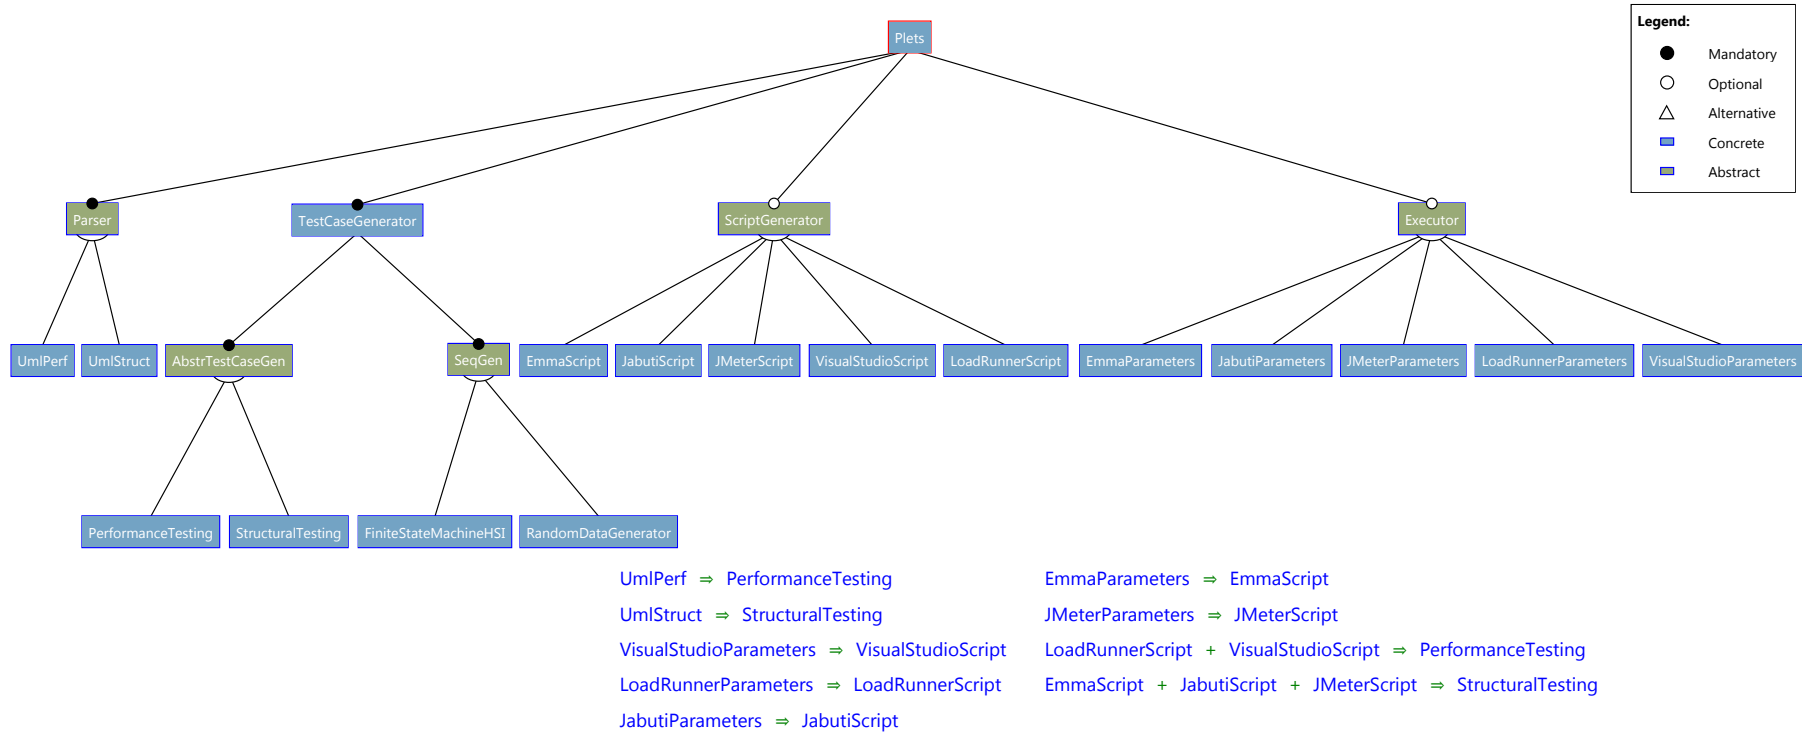 Plets
Legend:
Mandatory
Optional
Alternative
Concrete
Abstract
Parser
TestCaseGenerator
ScriptGenerator
Executor
UmlPerf
UmlStruct
AbstrTestCaseGen
SeqGen
EmmaScript
JabutiScript
JMeterScript
VisualStudioScript
LoadRunnerScript
EmmaParameters
JabutiParameters
JMeterParameters
LoadRunnerParameters
VisualStudioParameters
PerformanceTesting
StructuralTesting
FiniteStateMachineHSI
RandomDataGenerator
UmlPerf ⇒ PerformanceTesting
UmlStruct ⇒ StructuralTesting
VisualStudioParameters ⇒ VisualStudioScript
LoadRunnerParameters ⇒ LoadRunnerScript
JabutiParameters ⇒ JabutiScript
EmmaParameters ⇒ EmmaScript
JMeterParameters ⇒ JMeterScript
LoadRunnerScript + VisualStudioScript ⇒ PerformanceTesting
EmmaScript + JabutiScript + JMeterScript ⇒ StructuralTesting